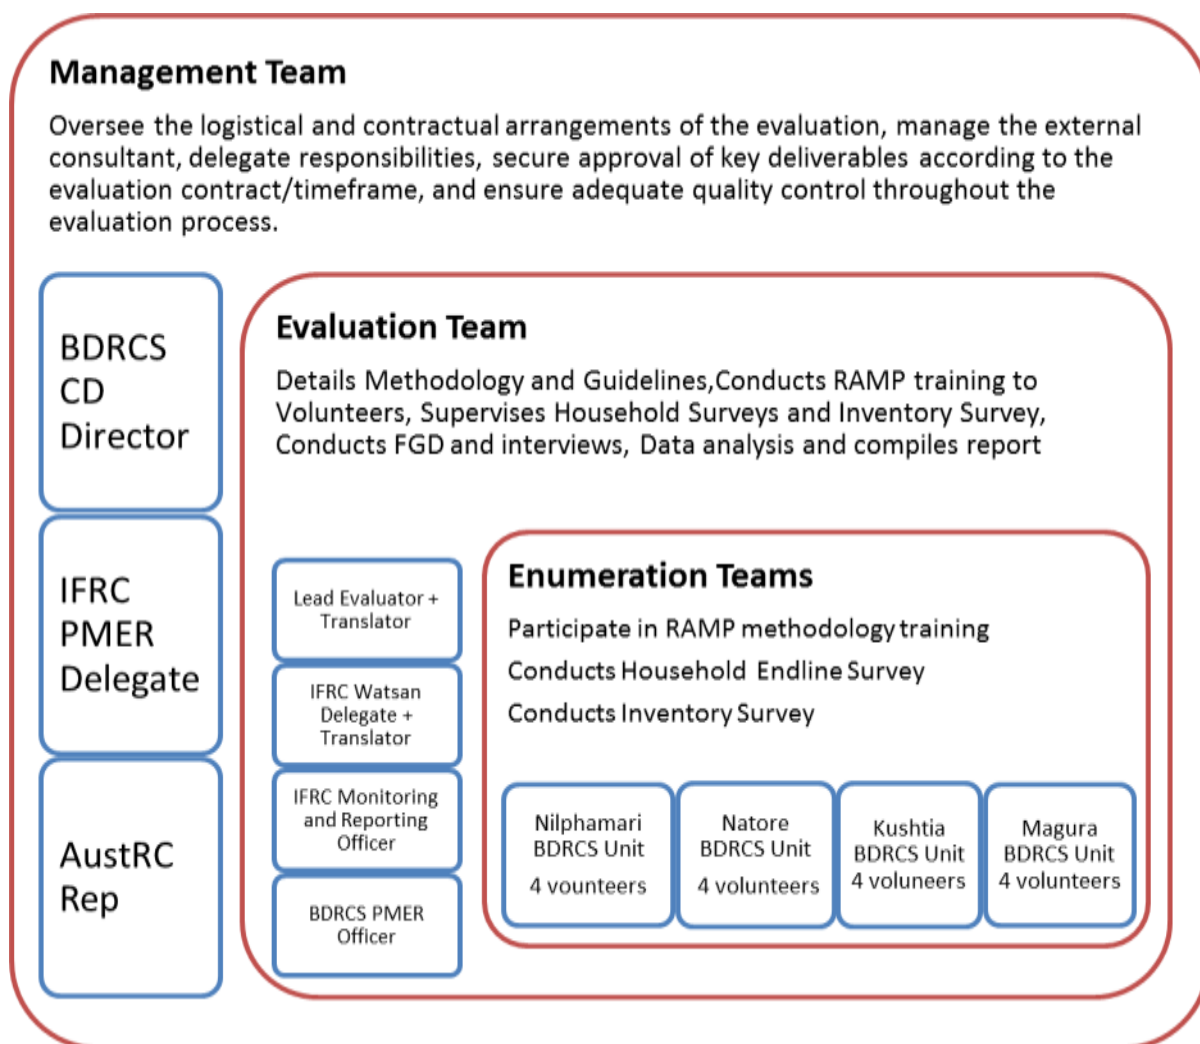 Management Team
Oversee the logistical and contractual arrangements of the evaluation, manage the external
consultant, delegate responsibilities, secure approval of key deliverables according to the
evaluation contract/timeframe, and ensure adequate quality control throughout the
evaluation process.
BDRCS
CD
Director
IFRC
PMER
Delegate
AustRC
Rep
Evaluation Team
Details Methodology and Guidelines,Conducts RAMP training to
Volunteers, Supervises Household Surveys and Inventory Survey,
Conducts FGD and interviews, Data analysis and compiles report
Lead Evaluator +
Translator
IFRC Watsan
Delegate +
Translator
IFRC Monitoring
and Reporting
Officer
BDRCS PMER
Officer
Enumeration Teams
Participate in RAMP methodology training
Conducts Household Endline Survey
Conducts Inventory Survey
Nilphamari
BDRCS Unit
4 vounteers
Natore
BDRCS Unit
4 volunteers
Kushtia
BDRCS Unit
4 voluneers
Magura
BDRCS Unit
4 volunteers